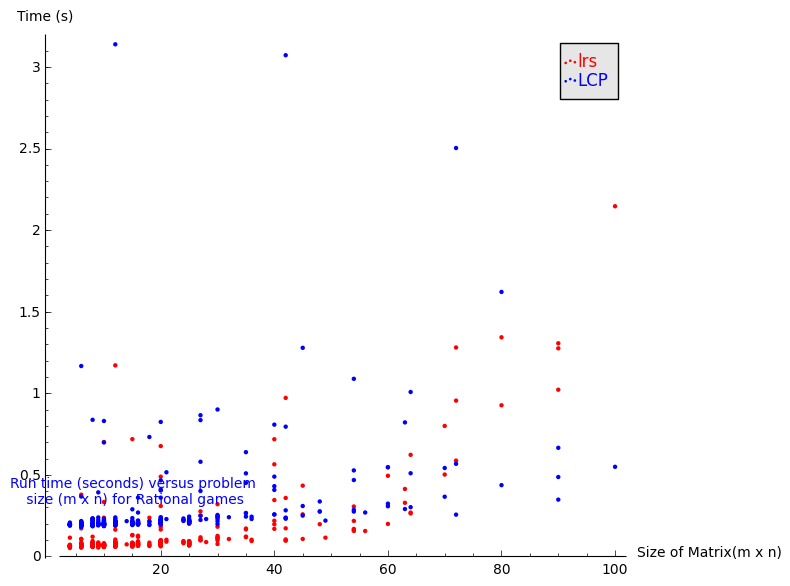 Time (s)
lrs
LCP
3
2.5
2
1.5
1
0.5
Run time (seconds) versus problem
size (m x n) for Rational games
0
20
40
60
80
100
Size of Matrix(m x n)